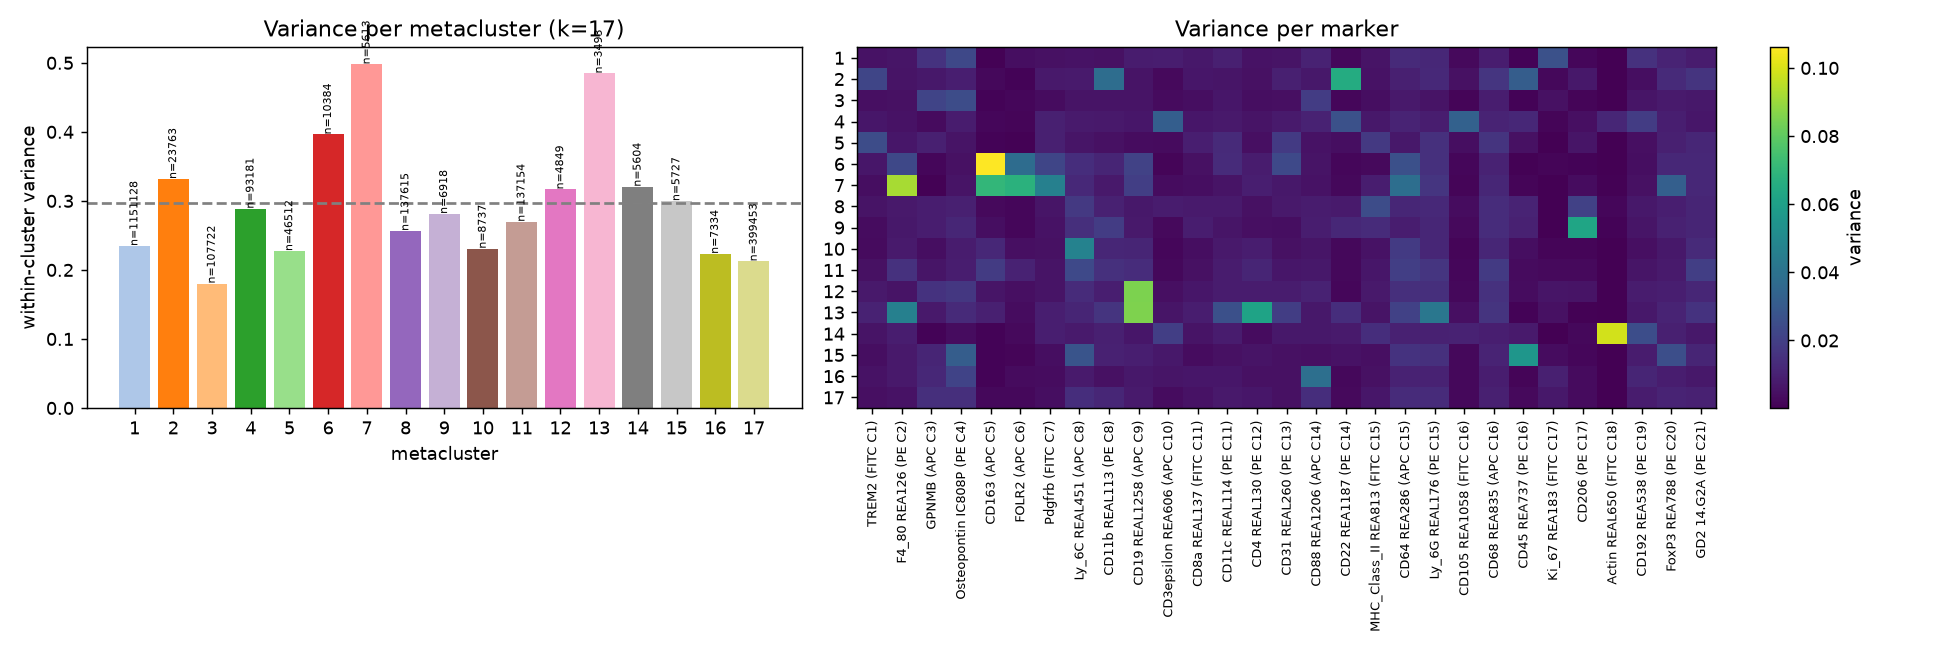 Variance per metacluster (k=17)
within-cluster variance
0.5
0.4
0.3
0.2
0.1
0.0
n=1151128
n=23763
n=107722
n=93181
n=46512
n=10384
n=137615
n=6918
n=8737
n=137154
n=4849
n=5604
n=5727
n=7334
n=399453
1 2 3 4 5 6 7 8 9 10 11 12 13 14 15 16 17
metacluster
Variance per marker
1
2
3
4
5
6
7
8
9
10
11
12
13
14
15
16
17
TREM2 (FITC C1)
F4_80 REA126 (PE C2)
GPNMB (APC C3)
Osteopontin IC808P (PE C4)
CD163 (APC C5)
FOLR2 (APC C6)
Pdgfrb (FITC C7)
Ly_6C REAL451 (APC C8)
CD11b REAL113 (PE C8)
CD19 REAL1258 (APC C9)
CD3epsilon REA606 (APC C10)
CD8a REAL137 (FITC C11)
CD11c REAL114 (PE C11)
CD4 REAL130 (PE C12)
CD31 REAL260 (PE C13)
CD88 REA1206 (APC C14)
CD22 REA1187 (PE C14)
MHC_Class_II REA813 (FITC C15)
CD64 REA286 (APC C15)
Ly_6G REAL176 (PE C15)
CD105 REA1058 (FITC C16)
CD68 REA835 (APC C16)
CD45 REA737 (PE C16)
Ki_67 REA183 (FITC C17)
CD206 (PE C17)
Actin REAL650 (FITC C18)
CD192 REA538 (PE C19)
FoxP3 REA788 (PE C20)
GD2 14.G2A (PE C21)
0.10
0.08
0.06
0.04
0.02
variance